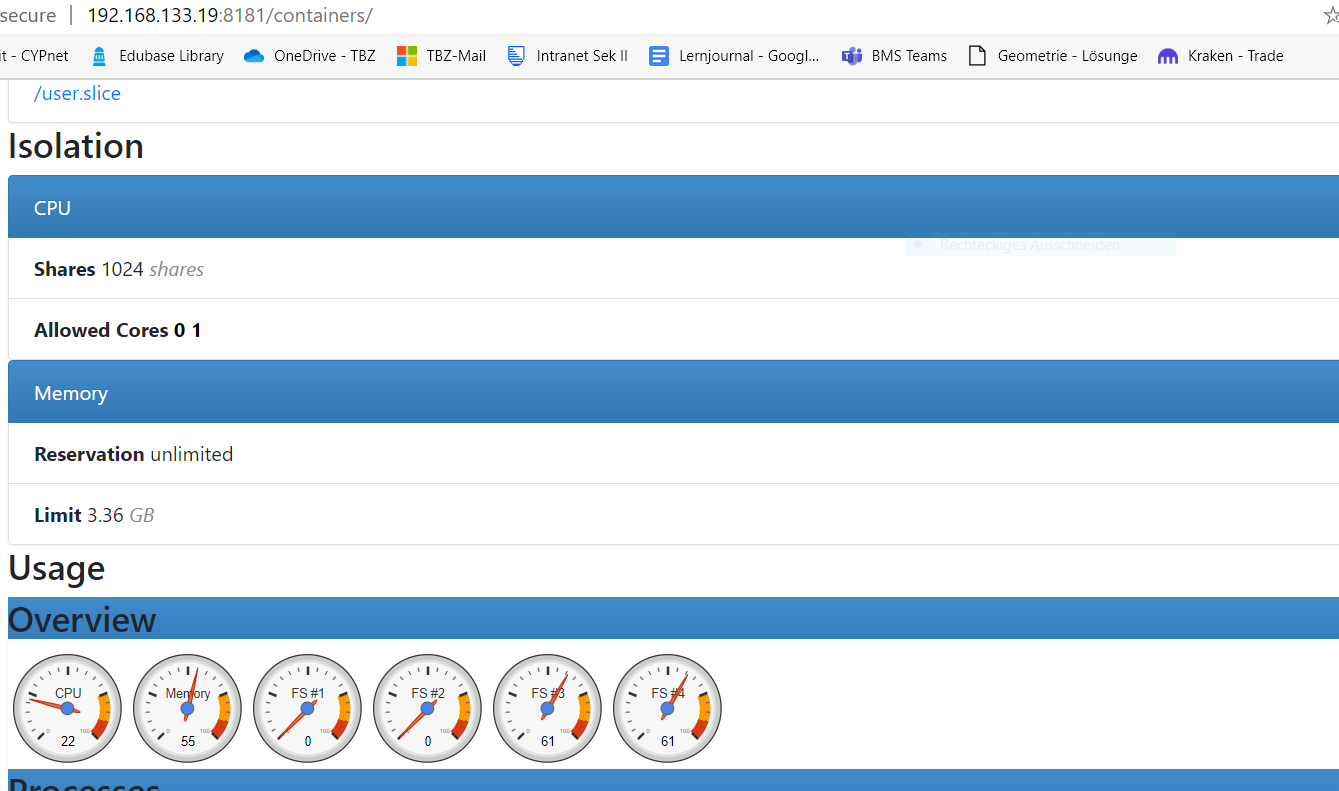 secure | 192.168.133.19:8181/containers/
it - CYPnet Edubase Library OneDrive - TBZ TBZ-Mail Intranet Sek II Lernjournal - Googl... BMS Teams Geometrie - Lösunge Kraken - Trade
/user.slice
Isolation
CPU
Rechteckiges Ausschneiden
Shares 1024 shares
Allowed Cores 0 1
Memory
Reservation unlimited
Limit 3.36 GB
Usage
Overview
CPU Memory FS #1 FS #2 FS #3 FS #4
0 100 0 100 0 100 0 100 0 100 0 100
22 55 0 0 61 61
Processes